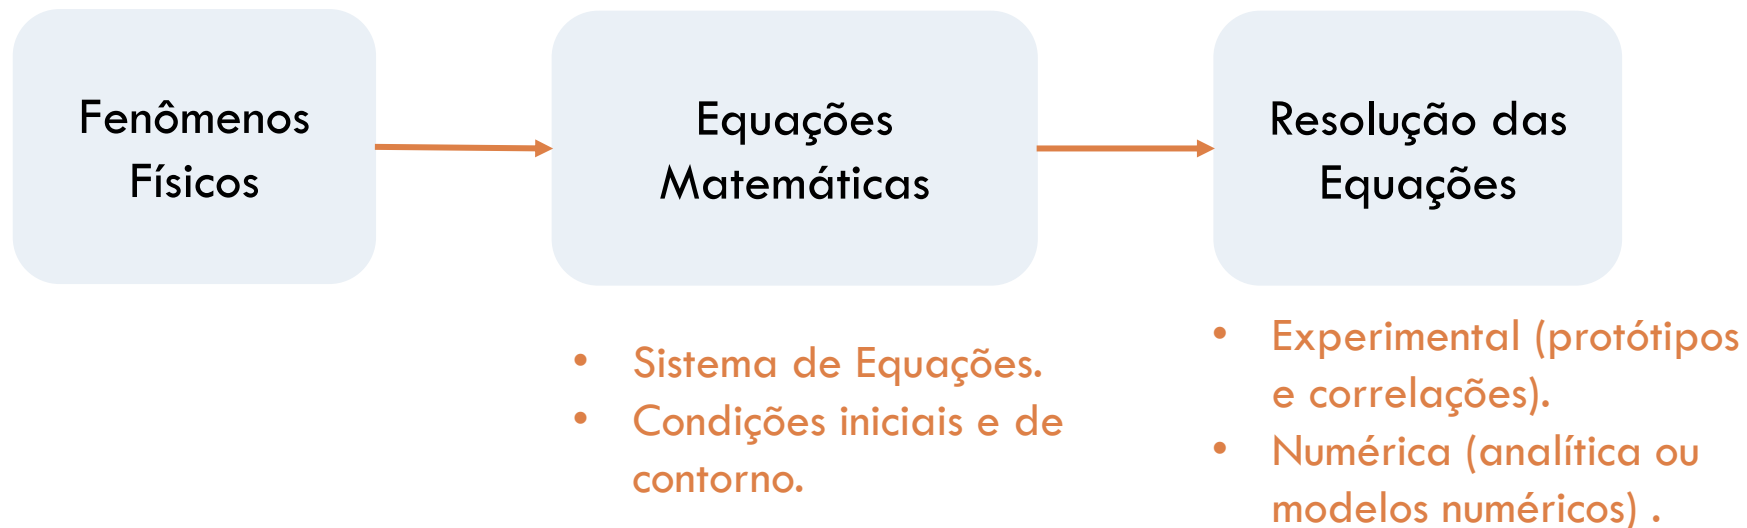 Fenômenos
Físicos
Equações
Matemáticas
Resolução das
Equações
• Sistema de Equações.
• Condições iniciais e de
contorno.
• Experimental (protótipos
e correlações).
• Numérica (analítica ou
modelos numéricos) .